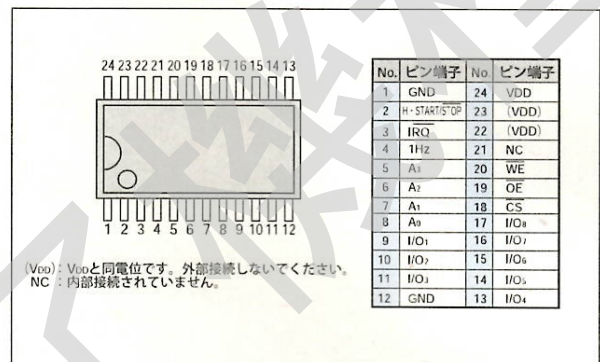 24 23 22 21 20 19 18 17 16 15 14 13
1 2 3 4 5 6 7 8 9 10 11 12
(VDD): VDDと同電位です。外部接続しないでください。
NC : 内部接続されていません。
No. ピン端子 No. ピン端子
1 GND 24 VDD
2 H・START/STOP 23 (VDD)
3 IRQ 22 (VDD)
4 1Hz 21 NC
5 A3 20 WE
6 A2 19 OE
7 A1 18 CS
8 A0 17 I/O8
9 I/O1 16 I/O7
10 I/O2 15 I/O6
11 I/O3 14 I/O5
12 GND 13 I/O4